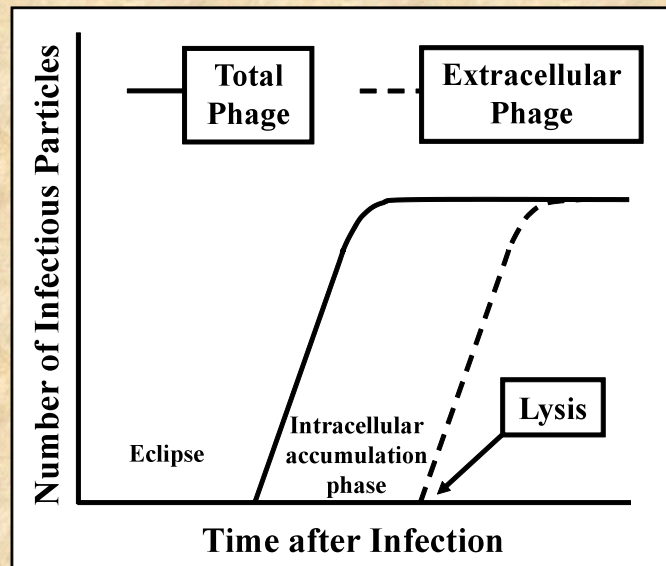 Total
Phage
Extracellular
Phage
Number of Infectious Particles
Eclipse
Intracellular
accumulation
phase
Lysis
Time after Infection